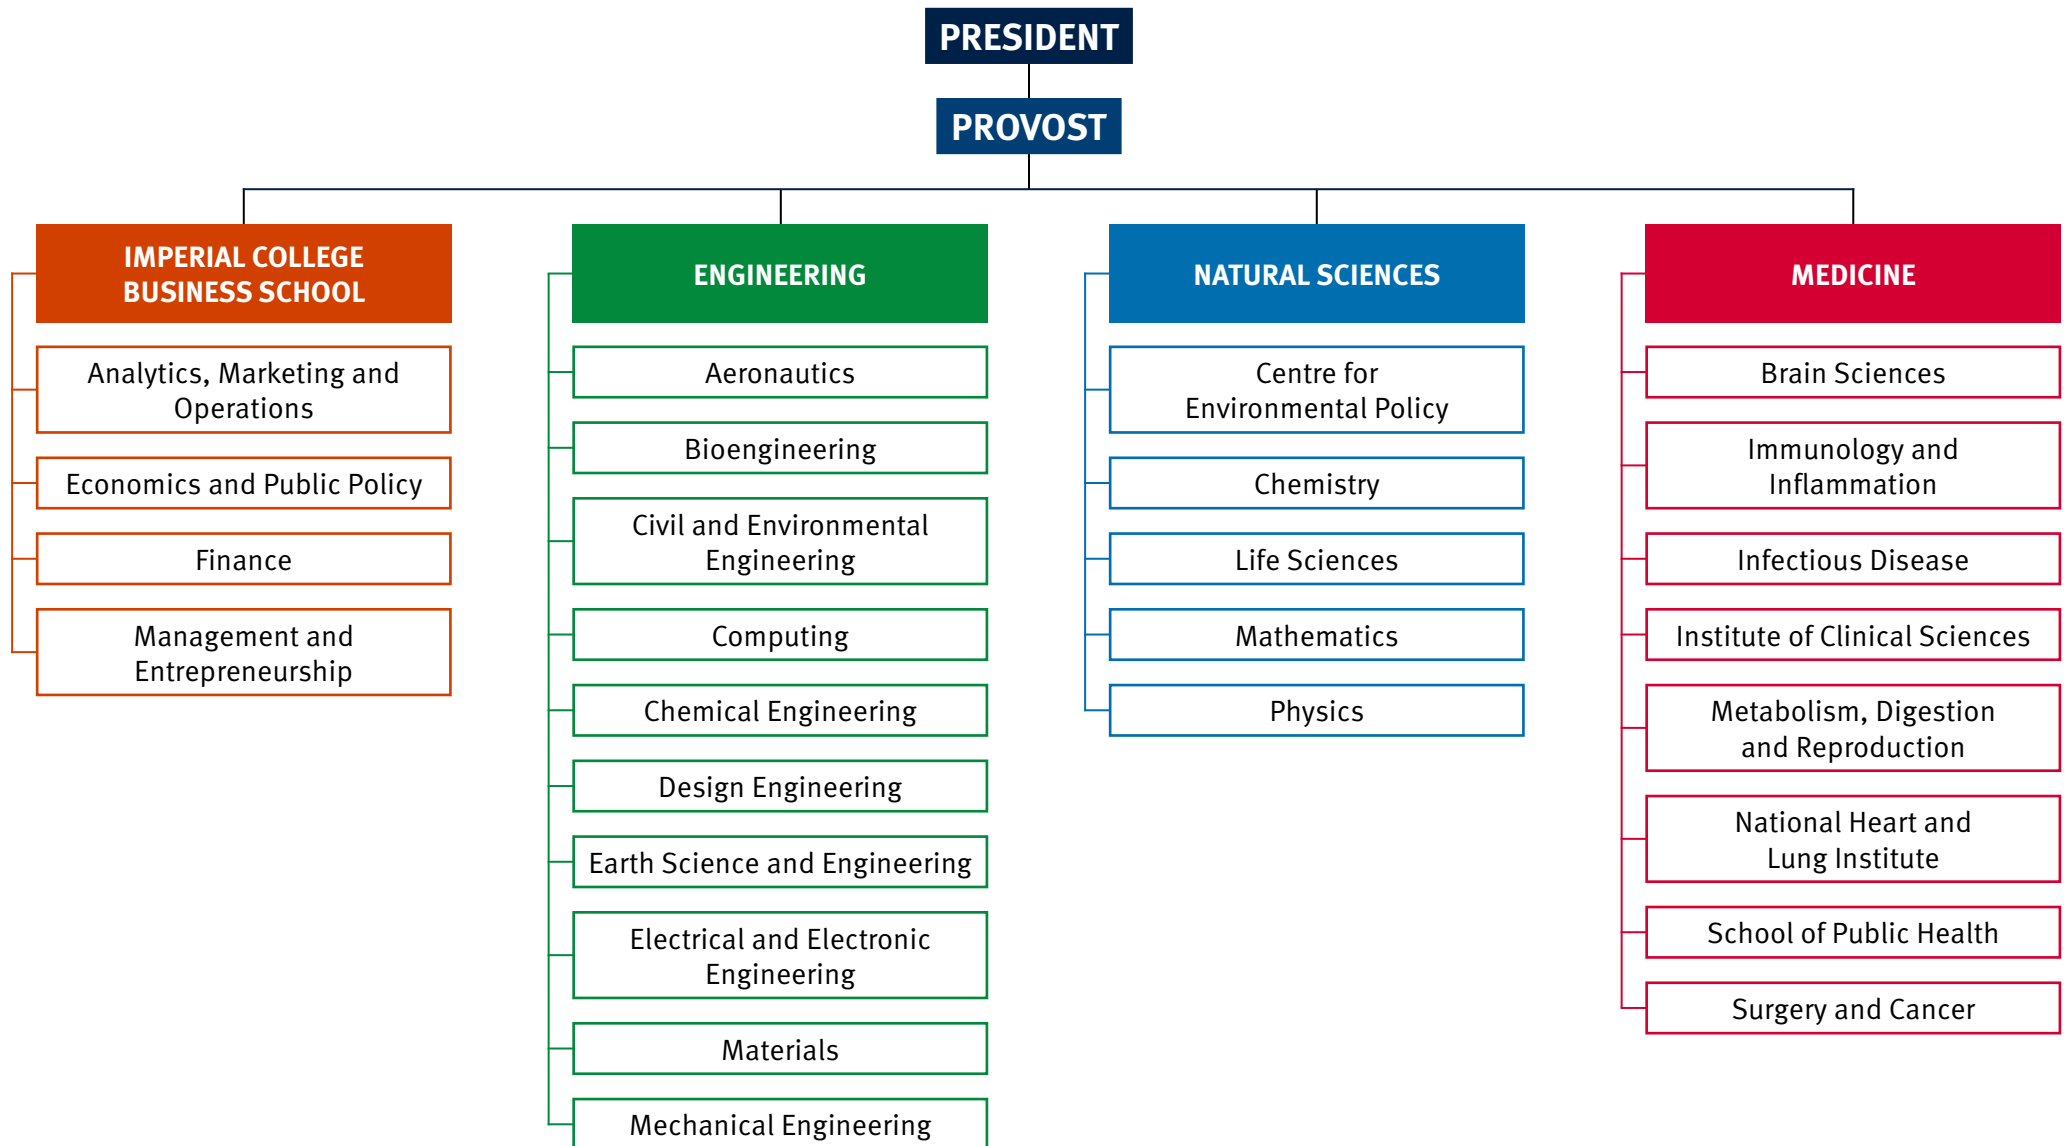 PRESIDENT
PROVOST
IMPERIAL COLLEGE
BUSINESS SCHOOL
Analytics, Marketing and
Operations
Economics and Public Policy
Finance
Management and
Entrepreneurship
ENGINEERING
Aeronautics
Bioengineering
Civil and Environmental
Engineering
Computing
Chemical Engineering
Design Engineering
Earth Science and Engineering
Electrical and Electronic
Engineering
Materials
Mechanical Engineering
NATURAL SCIENCES
Centre for
Environmental Policy
Chemistry
Life Sciences
Mathematics
Physics
MEDICINE
Brain Sciences
Immunology and
Inflammation
Infectious Disease
Institute of Clinical Sciences
Metabolism, Digestion
and Reproduction
National Heart and
Lung Institute
School of Public Health
Surgery and Cancer